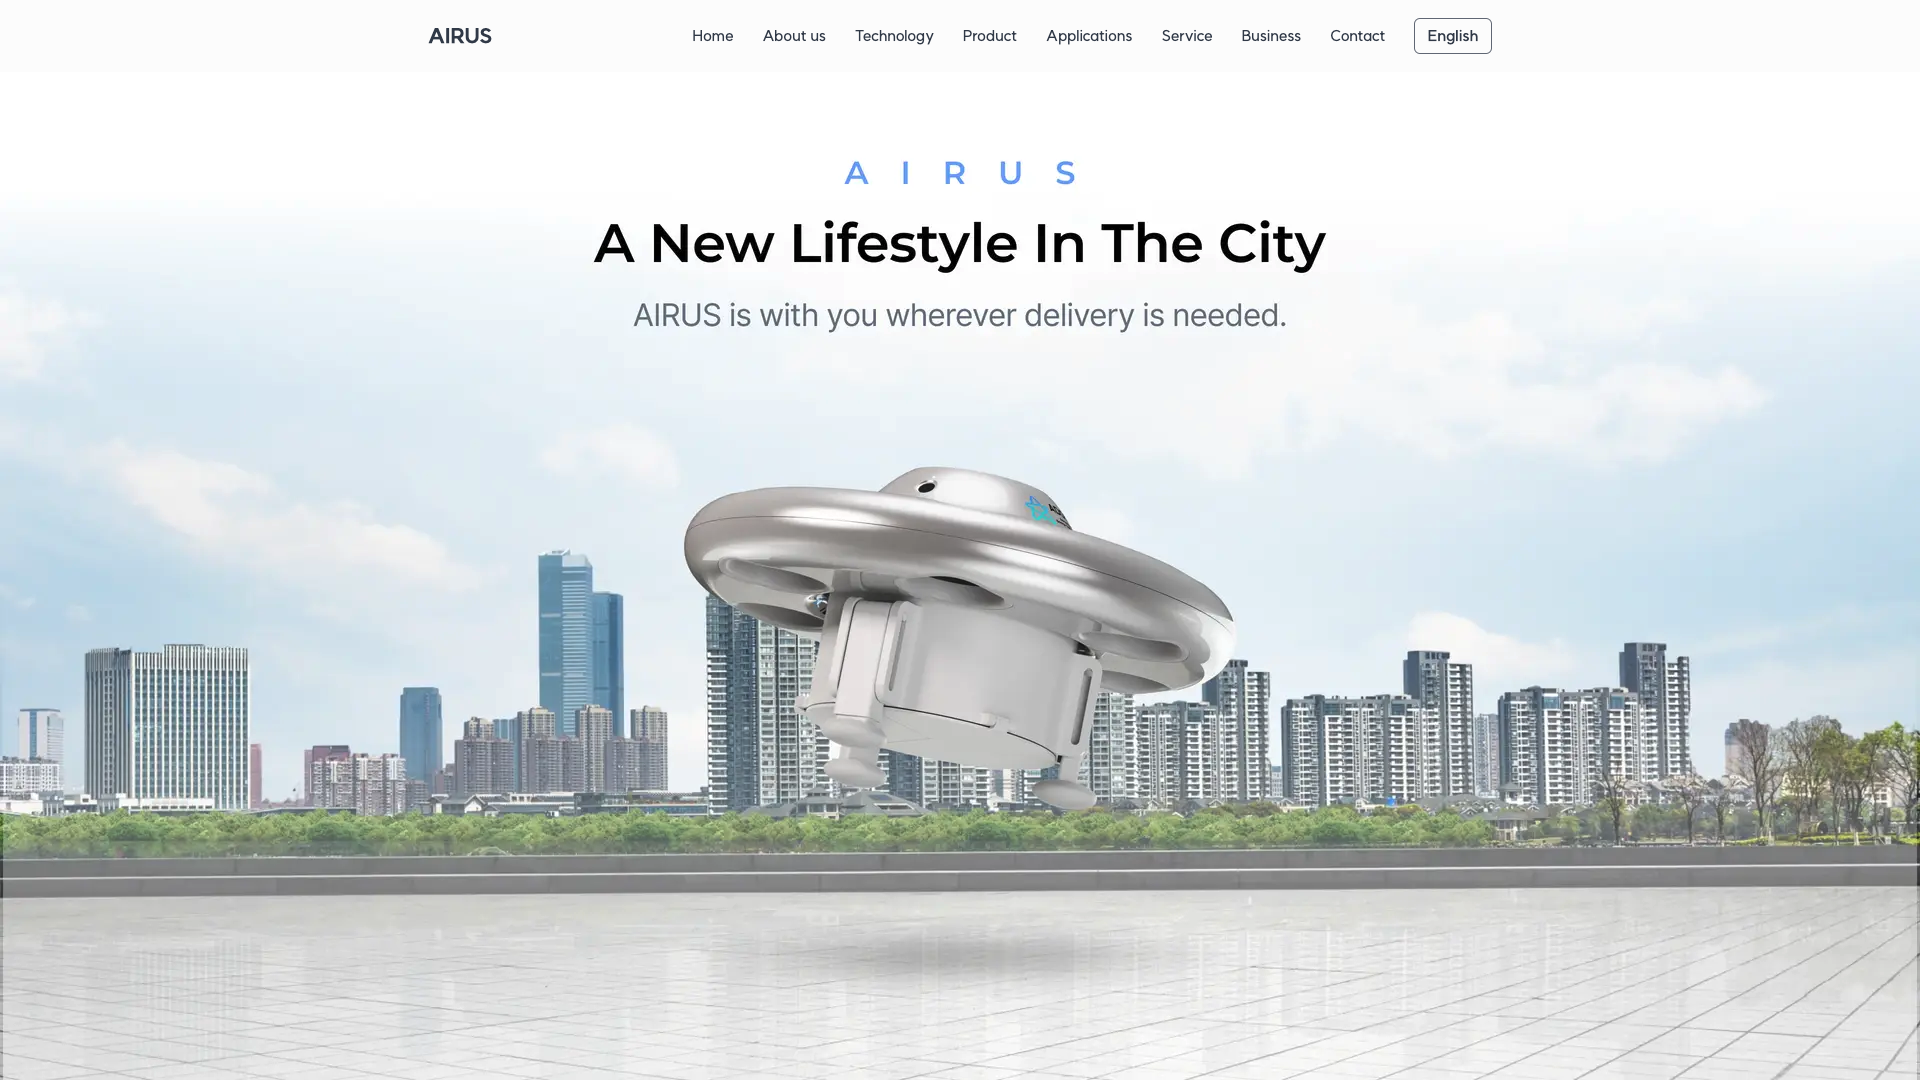 AIRUS
Home About us Technology Product Applications Service Business Contact English
A I R U S
A New Lifestyle In The City
AIRUS is with you wherever delivery is needed.